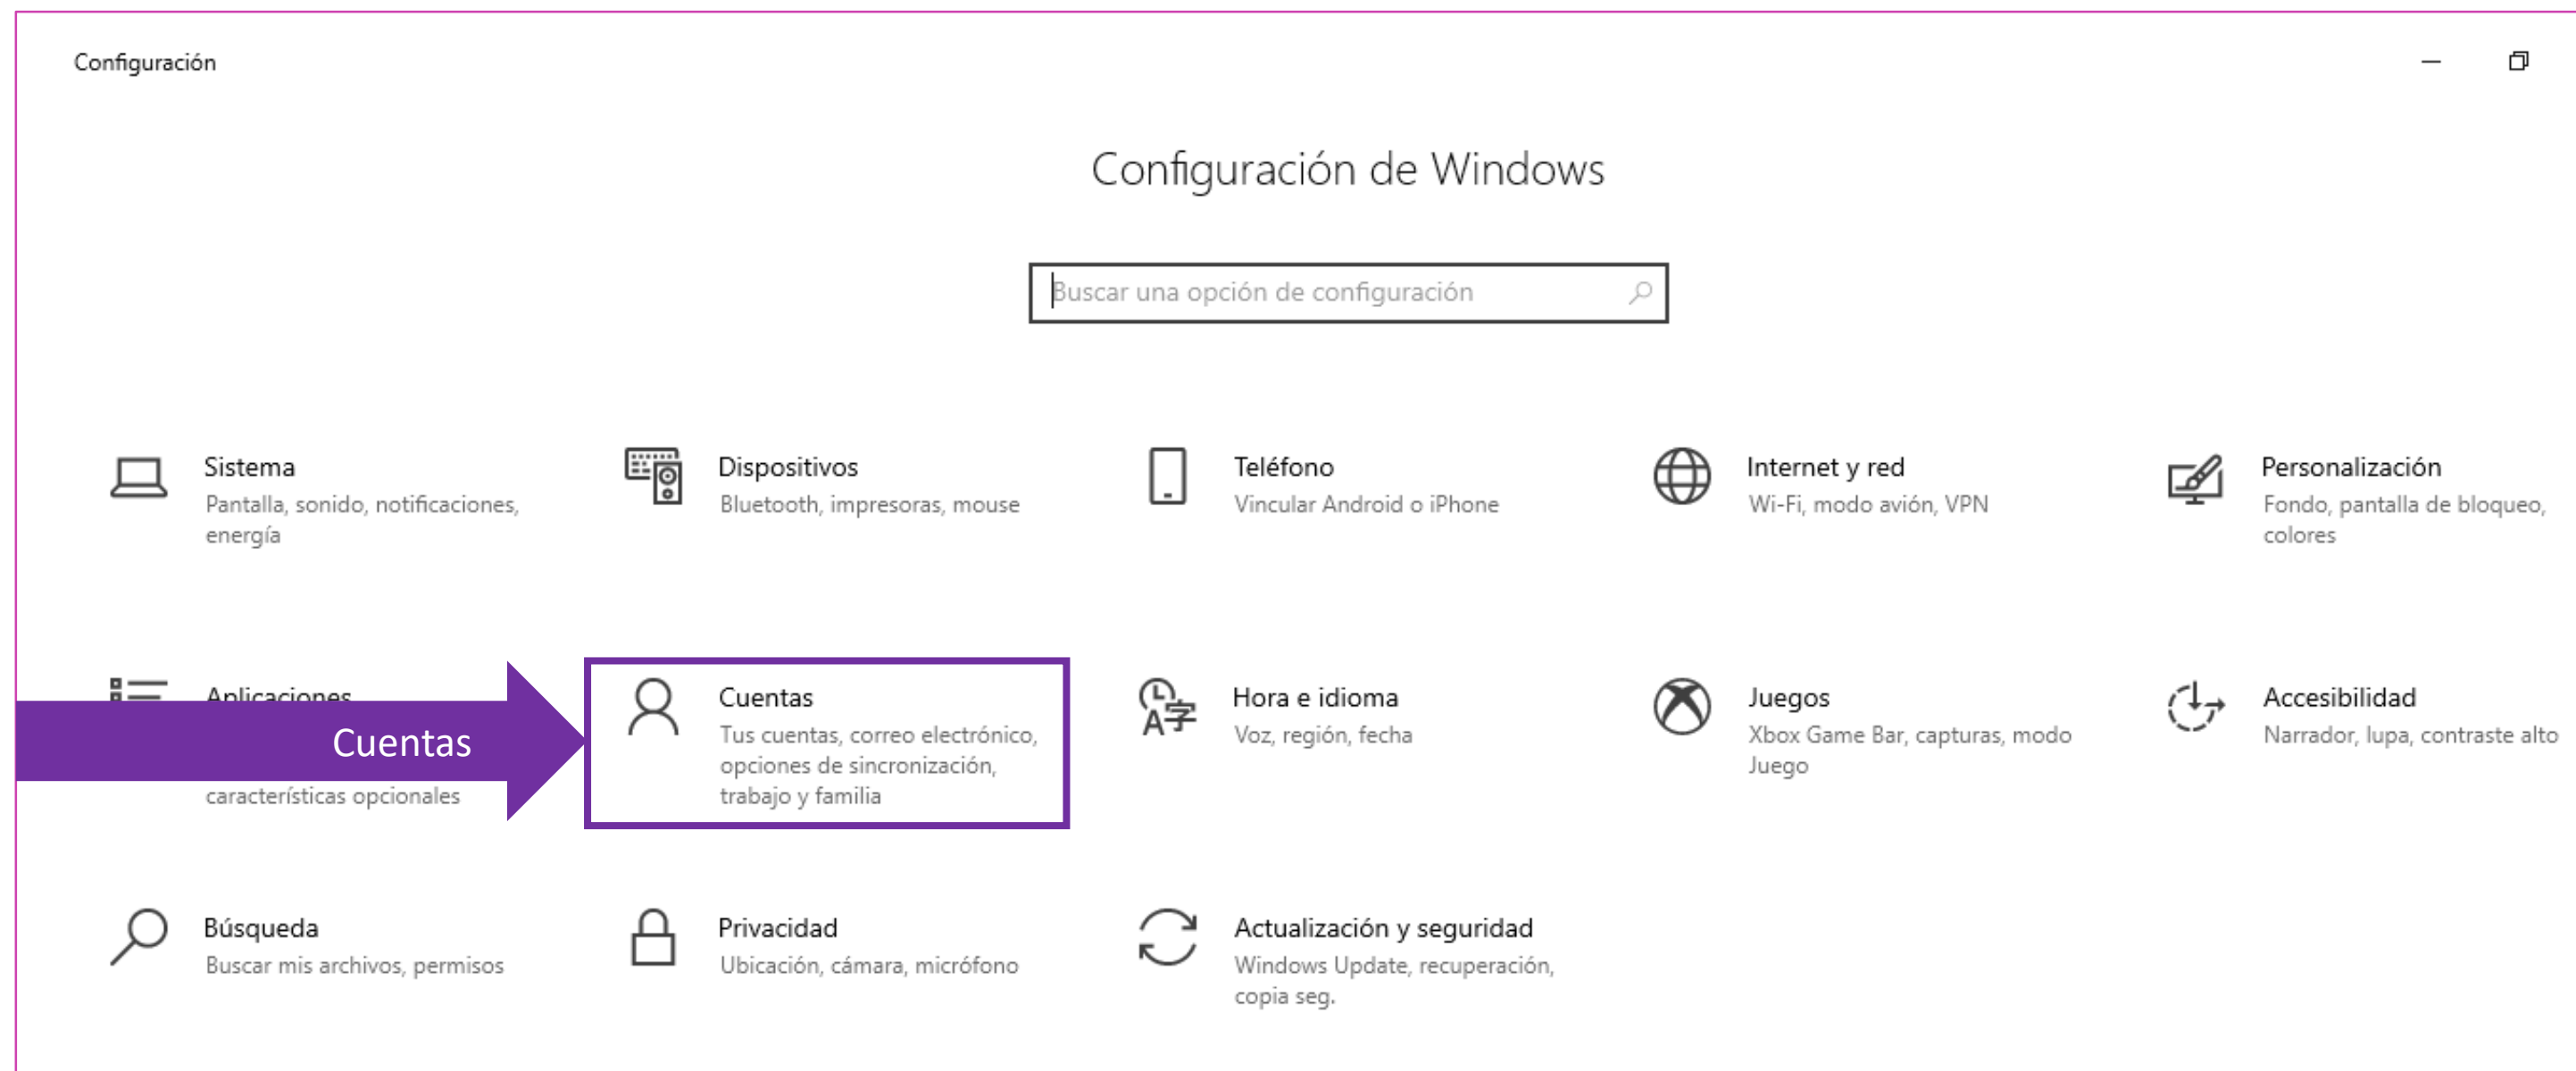 Configuración
Configuración de Windows
Buscar una opción de configuración
Sistema
Pantalla, sonido, notificaciones,
energía
Dispositivos
Bluetooth, impresoras, mouse
Teléfono
Vincular Android o iPhone
Internet y red
Wi-Fi, modo avión, VPN
Personalización
Fondo, pantalla de bloqueo,
colores
Aplicaciones
características opcionales
Cuentas
Cuentas
Tus cuentas, correo electrónico,
opciones de sincronización,
trabajo y familia
Hora e idioma
Voz, región, fecha
Juegos
Xbox Game Bar, capturas, modo
Juego
Accesibilidad
Narrador, lupa, contraste alto
Búsqueda
Buscar mis archivos, permisos
Privacidad
Ubicación, cámara, micrófono
Actualización y seguridad
Windows Update, recuperación,
copia seg.